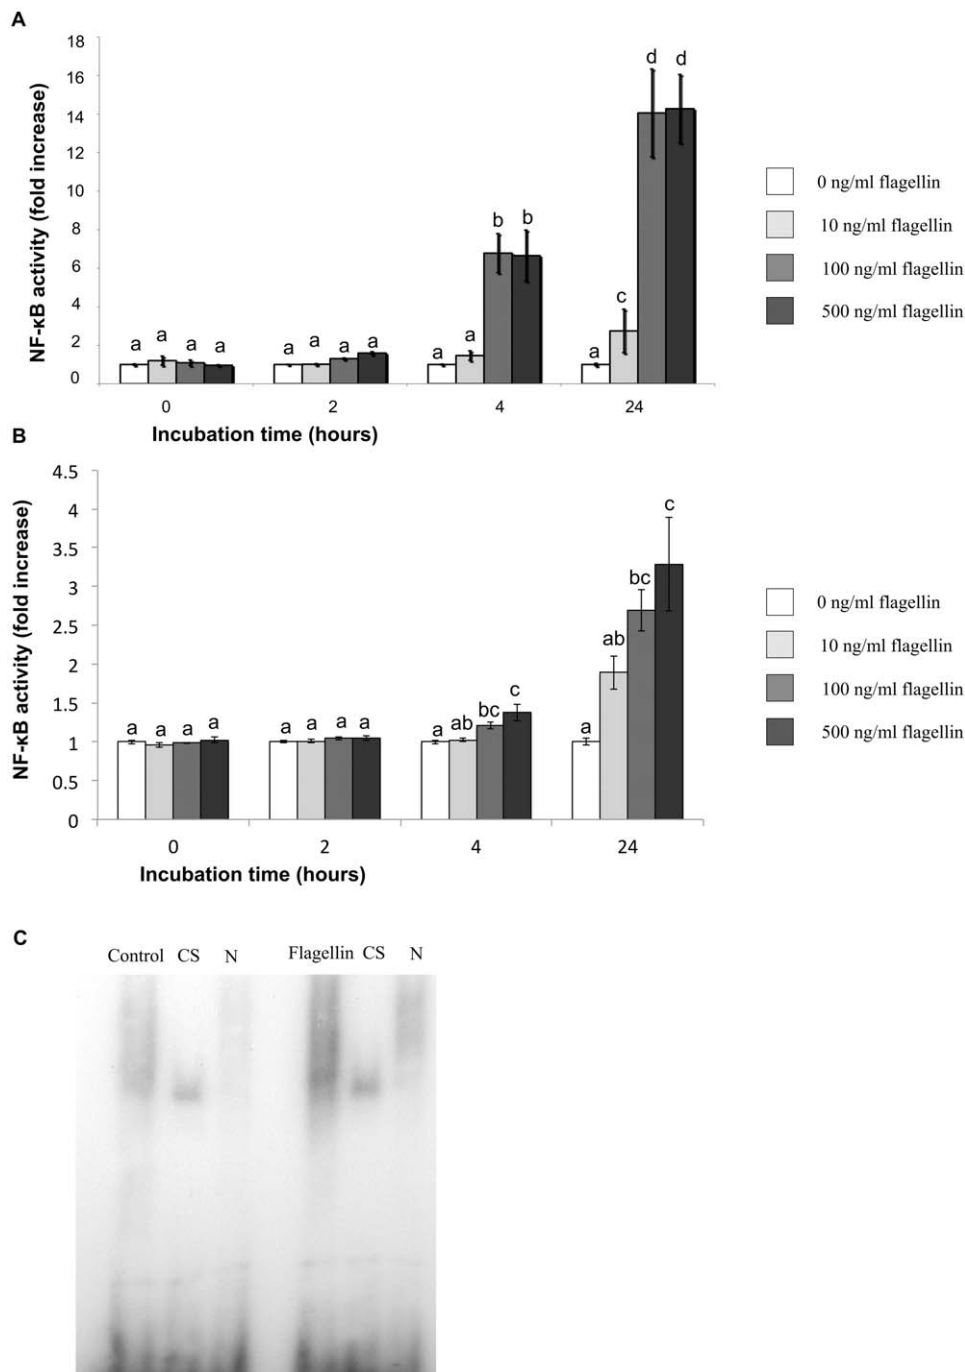 A
18
16
14
12
10
8
6
4
2
0
NF-κB activity (fold increase)
a a a a
a a a a
a a b b
a c d d
0 2 4 24
Incubation time (hours)
0 ng/ml flagellin
10 ng/ml flagellin
100 ng/ml flagellin
500 ng/ml flagellin
B
4.5
4
3.5
3
2.5
2
1.5
1
0.5
0
NF-κB activity (fold increase)
a a a a
a a a a
a ab bc c
a ab bc c
0 2 4 24
Incubation time (hours)
0 ng/ml flagellin
10 ng/ml flagellin
100 ng/ml flagellin
500 ng/ml flagellin
C
Control CS N Flagellin CS N